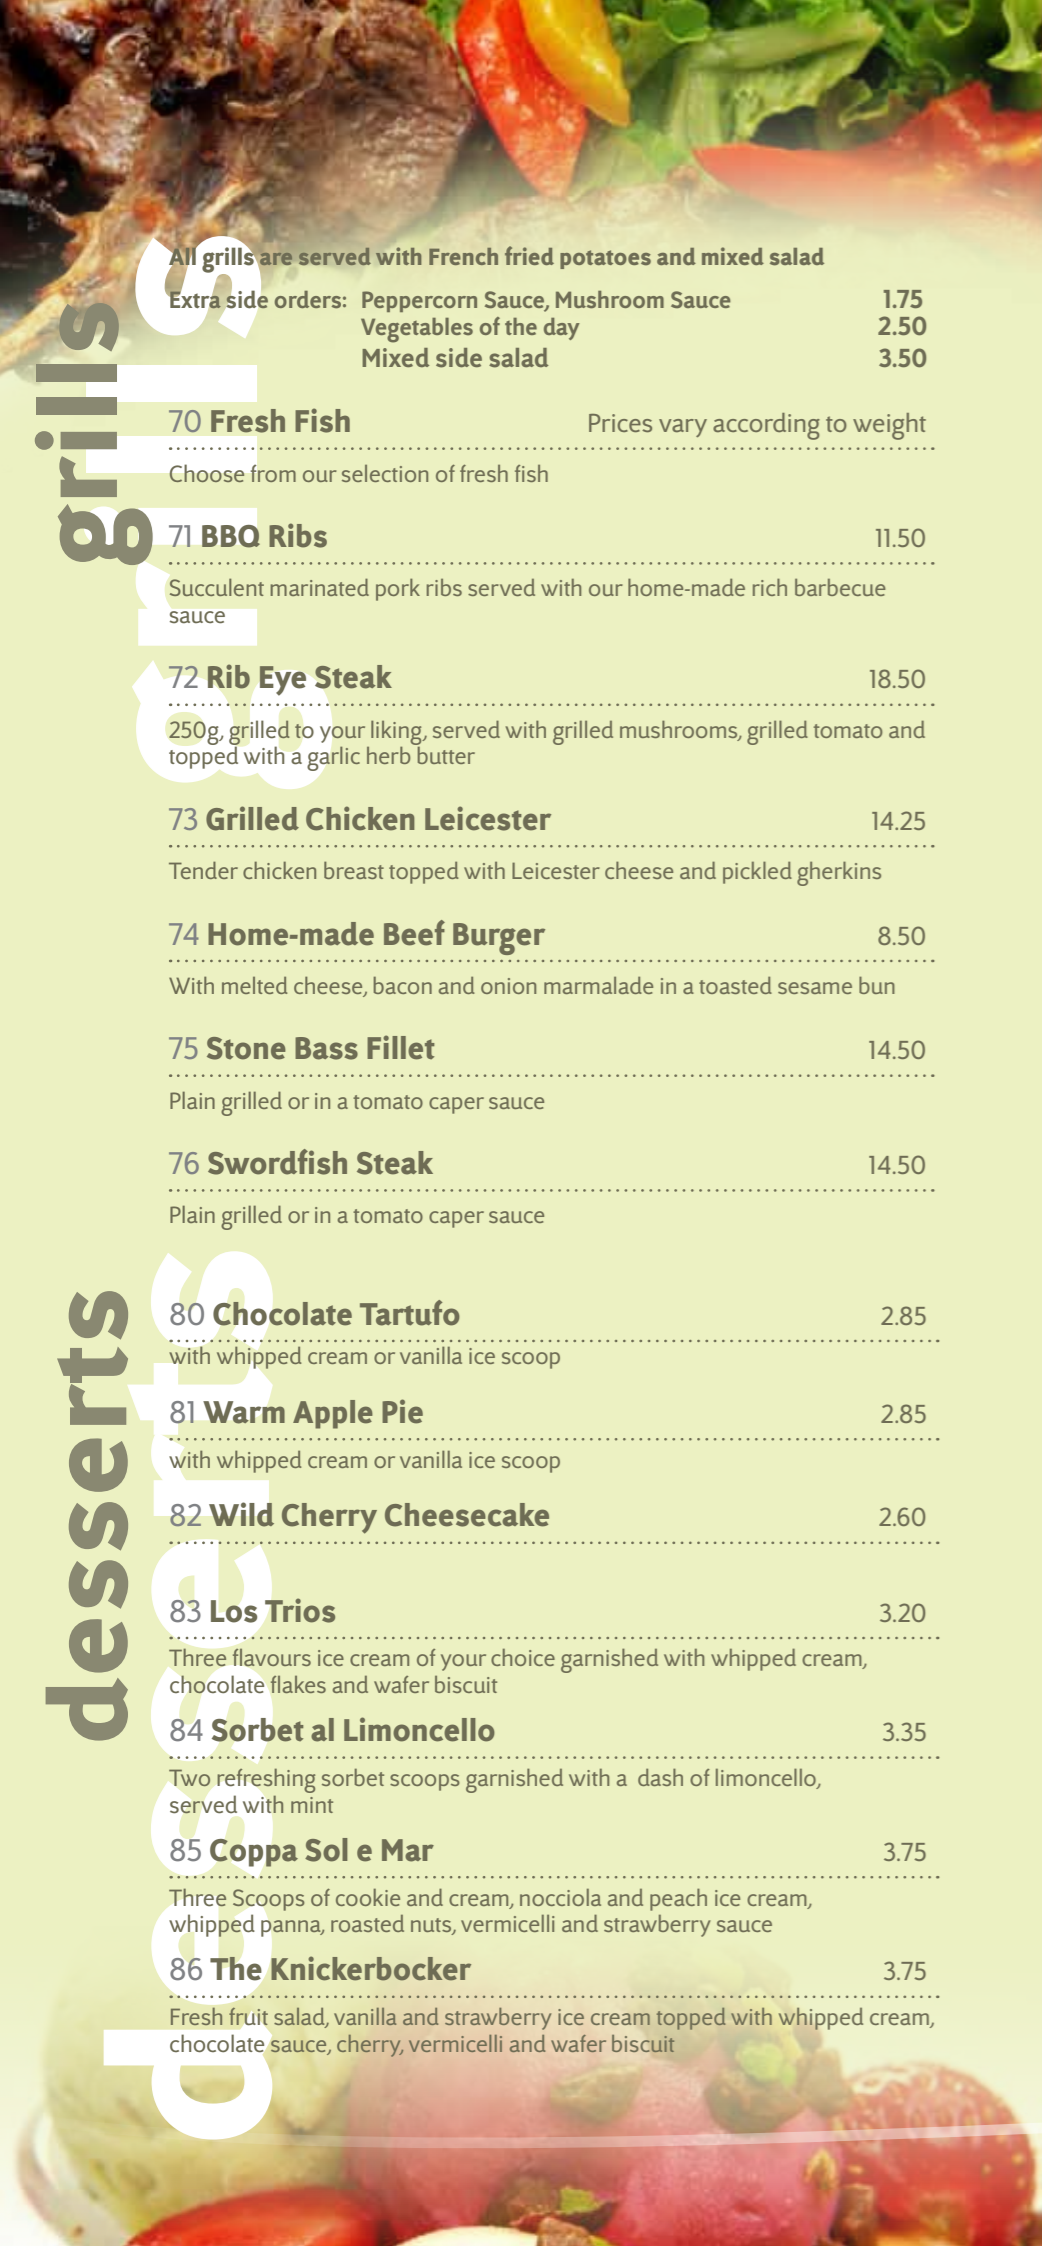 grills
grills
All grills are served with French fried potatoes and mixed salad
Extra side orders: Peppercorn Sauce, Mushroom Sauce 1.75
Vegetables of the day 2.50
Mixed side salad 3.50
70 Fresh Fish Prices vary according to weight
Choose from our selection of fresh fish
71 BBQ Ribs 11.50
Succulent marinated pork ribs served with our home-made rich barbecue
sauce
72 Rib Eye Steak 18.50
250g, grilled to your liking, served with grilled mushrooms, grilled tomato and
topped with a garlic herb butter
73 Grilled Chicken Leicester 14.25
Tender chicken breast topped with Leicester cheese and pickled gherkins
74 Home-made Beef Burger 8.50
With melted cheese, bacon and onion marmalade in a toasted sesame bun
75 Stone Bass Fillet 14.50
Plain grilled or in a tomato caper sauce
76 Swordfish Steak 14.50
Plain grilled or in a tomato caper sauce
desserts
desserts
80 Chocolate Tartufo 2.85
with whipped cream or vanilla ice scoop
81 Warm Apple Pie 2.85
with whipped cream or vanilla ice scoop
82 Wild Cherry Cheesecake 2.60
83 Los Trios 3.20
Three flavours ice cream of your choice garnished with whipped cream,
chocolate flakes and wafer biscuit
84 Sorbet al Limoncello 3.35
Two refreshing sorbet scoops garnished with a dash of limoncello,
served with mint
85 Coppa Sol e Mar 3.75
Three Scoops of cookie and cream, nocciola and peach ice cream,
whipped panna, roasted nuts, vermicelli and strawberry sauce
86 The Knickerbocker 3.75
Fresh fruit salad, vanilla and strawberry ice cream topped with whipped cream,
chocolate sauce, cherry, vermicelli and wafer biscuit